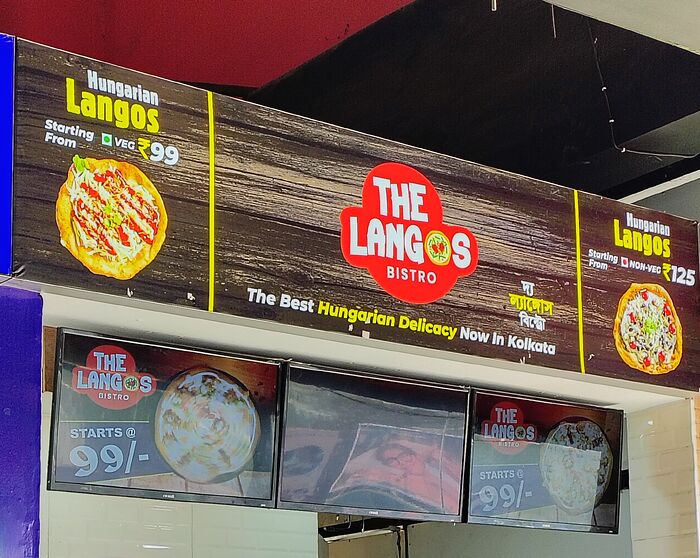 Hungarian
Langos
Starting
From
VEG ₹99
THE
LANGOS
BISTRO
The Best Hungarian Delicacy Now In Kolkata
দ্য
ল্যাঙ্গোস
বিস্ট্রো
Hungarian
Langos
Starting
From
NON-VEG ₹125
THE
LANGOS
BISTRO
STARTS @
99/-
THE
LANGOS
BISTRO
STARTS @
99/-